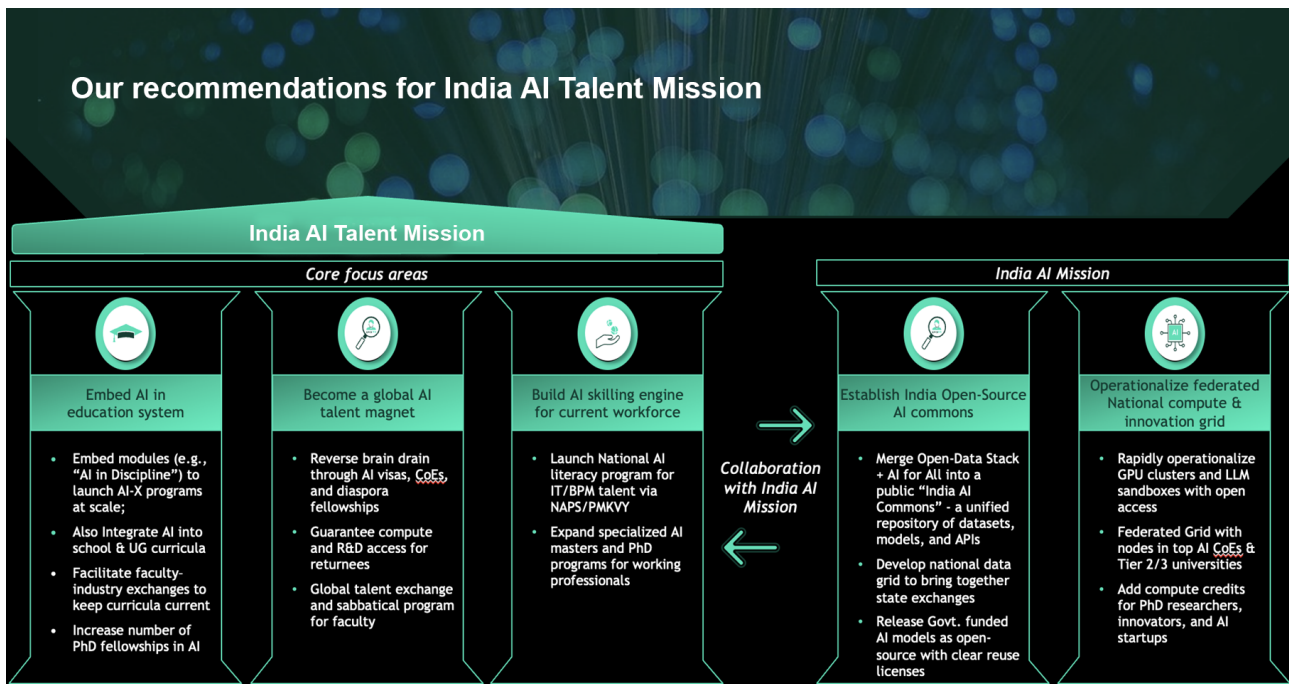 Our recommendations for India AI Talent Mission
India AI Talent Mission
Core focus areas
Embed AI in
education system
• Embed modules (e.g.,
“AI in Discipline”) to
launch AI-X programs
at scale;
• Also Integrate AI into
school & UG curricula
• Facilitate faculty-
industry exchanges to
keep curricula current
• Increase number of
PhD fellowships in AI
Become a global AI
talent magnet
• Reverse brain drain
through AI visas, CoEs,
and diaspora
fellowships
• Guarantee compute
and R&D access for
returnees
• Global talent exchange
and sabbatical program
for faculty
Build AI skilling engine
for current workforce
• Launch National AI
literacy program for
IT/BPM talent via
NAPS/PMKVY
• Expand specialized AI
masters and PhD
programs for working
professionals
Collaboration
with India AI
Mission
India AI Mission
Establish India Open-Source
AI commons
• Merge Open-Data Stack
+ AI for All into a
public “India AI
Commons” - a unified
repository of datasets,
models, and APIs
• Develop national data
grid to bring together
state exchanges
• Release Govt. funded
AI models as open-
source with clear reuse
licenses
AI
Operationalize federated
National compute &
innovation grid
• Rapidly operationalize
GPU clusters and LLM
sandboxes with open
access
• Federated Grid with
nodes in top AI CoEs &
Tier 2/3 universities
• Add compute credits
for PhD researchers,
innovators, and AI
startups